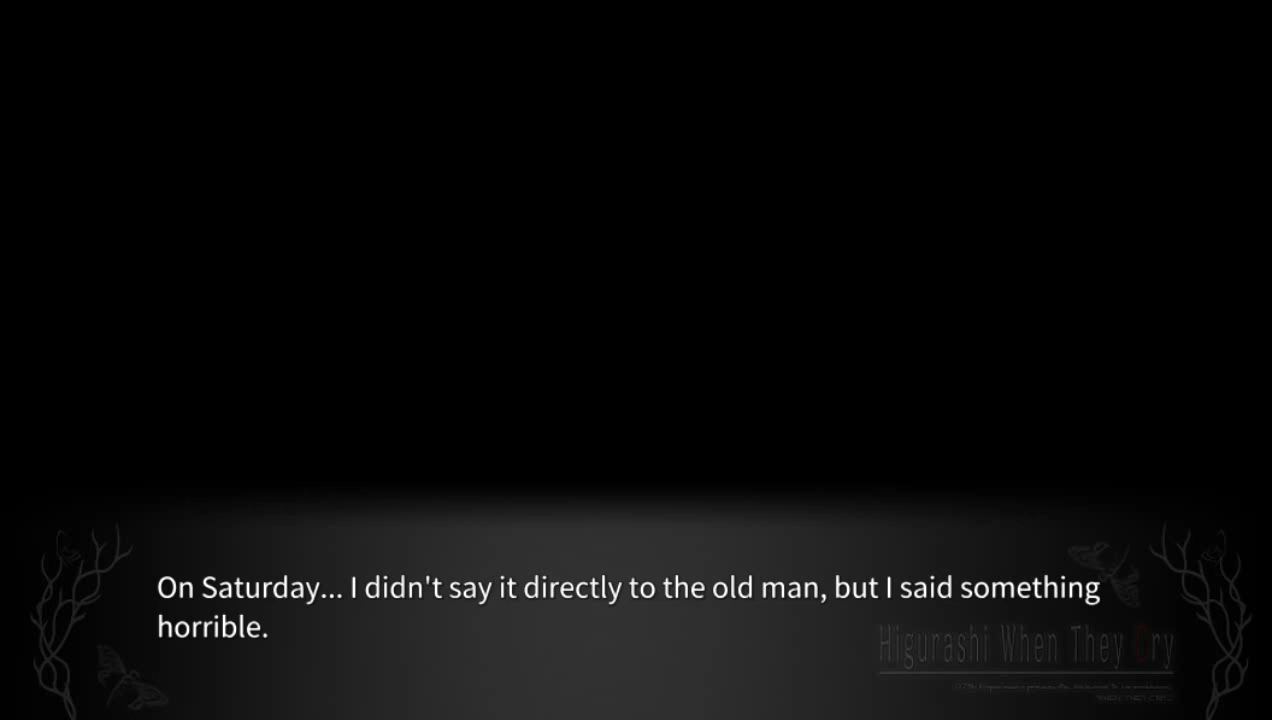 On Saturday... I didn't say it directly to the old man, but I said something
horrible.
Higurashi When They Cry